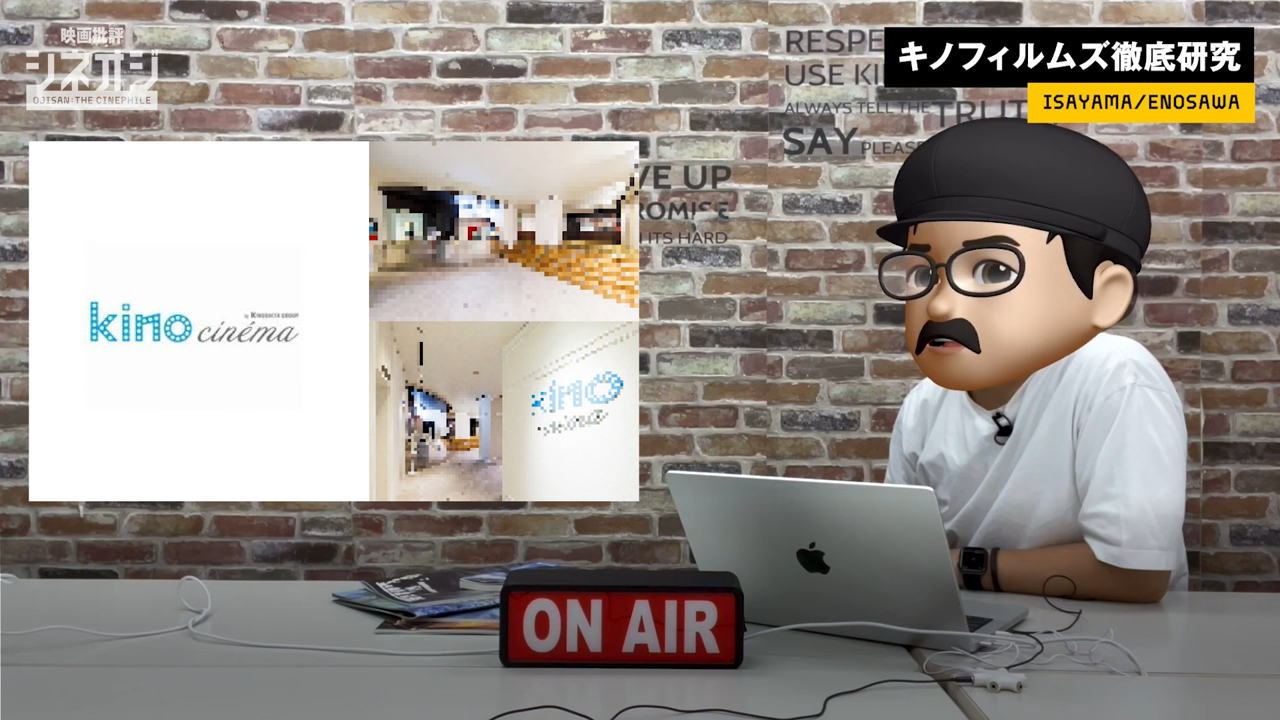 映画批評
シネオジ
OJISAN:THE CINEPHILE
キノフィルムズ徹底研究
ISAYAMA/ENOSAWA
RESPE
USE KI
ALWAYS TELL THE TRUT
SAY PLEASE
VE UP
ROMISE
ITS HARD
kino cinéma
by KINOSHITA GROUP
kino
ON AIR